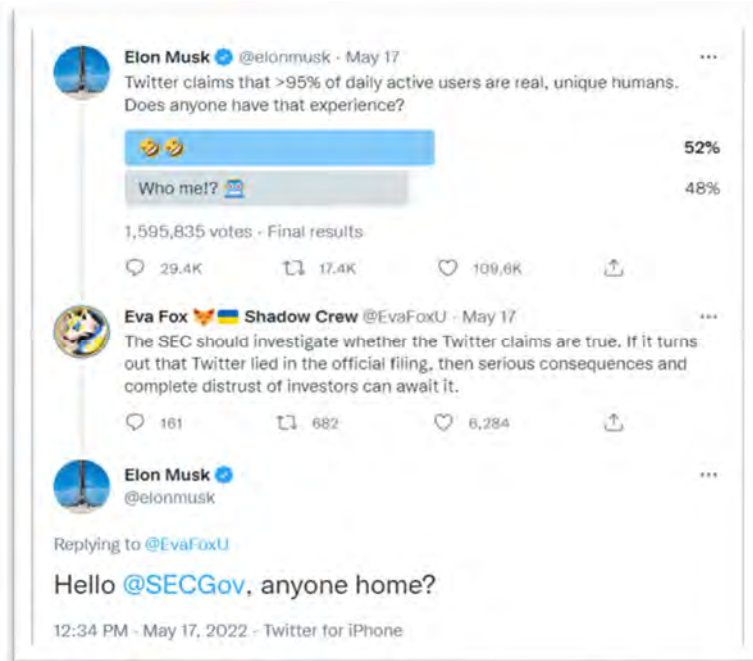 Elon Musk @elonmusk · May 17
Twitter claims that >95% of daily active users are real, unique humans.
Does anyone have that experience?
🤣🤣 52%
Who me!? 🤖 48%
1,595,835 votes · Final results
29.4K 17.4K 109.6K
Eva Fox 🦊🇺🇦 Shadow Crew @EvaFoxU · May 17
The SEC should investigate whether the Twitter claims are true. If it turns
out that Twitter lied in the official filing, then serious consequences and
complete distrust of investors can await it.
161 682 6,284
Elon Musk
@elonmusk
Replying to @EvaFoxU
Hello @SECGov, anyone home?
12:34 PM · May 17, 2022 · Twitter for iPhone